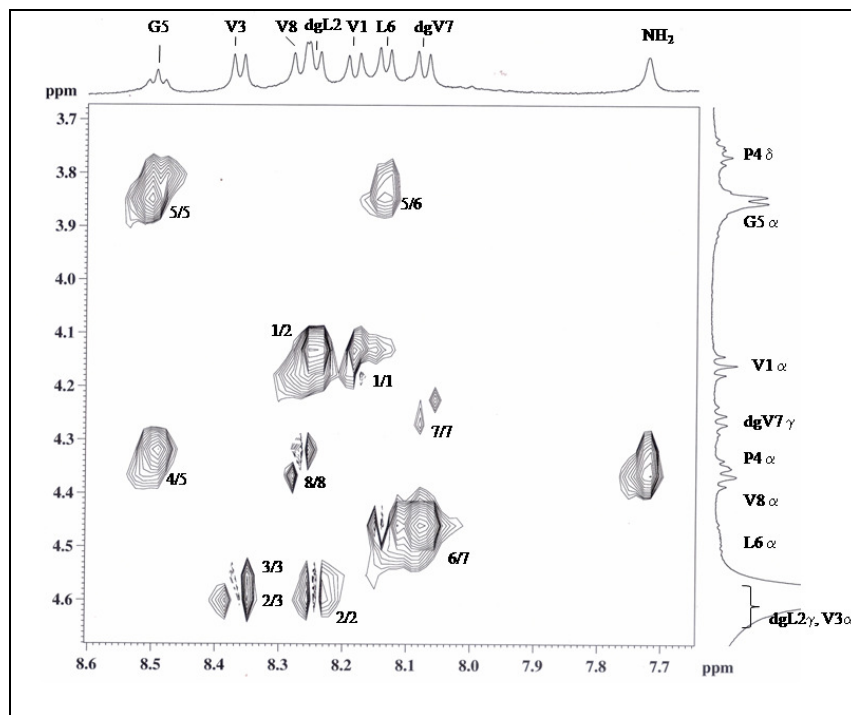 G5 V3 V8 dgL2 V1 L6 dgV7 NH₂
ppm
3.7
3.8
3.9
4.0
4.1
4.2
4.3
4.4
4.5
4.6
5/5
5/6
1/2
1/1
7/7
4/5
8/8
6/7
3/3
2/3
2/2
P4 δ
G5 α
V1 α
dgV7 γ
P4 α
V8 α
L6 α
dgL2γ, V3α
8.6 8.5 8.4 8.3 8.2 8.1 8.0 7.9 7.8 7.7 ppm